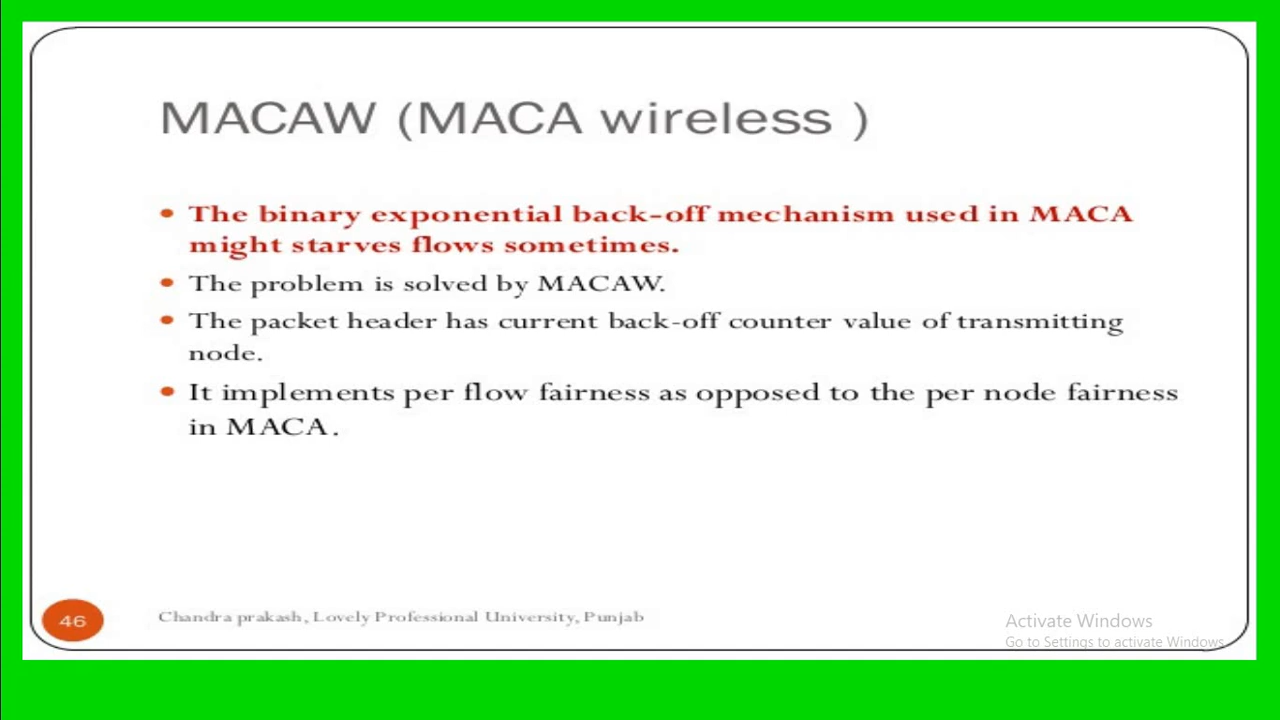 MACAW (MACA wireless )
• The binary exponential back-off mechanism used in MACA
might starves flows sometimes.
• The problem is solved by MACAW.
• The packet header has current back-off counter value of transmitting
node.
• It implements per flow fairness as opposed to the per node fairness
in MACA.
46
Chandra prakash, Lovely Professional University, Punjab
Activate Windows
Go to Settings to activate Windows.